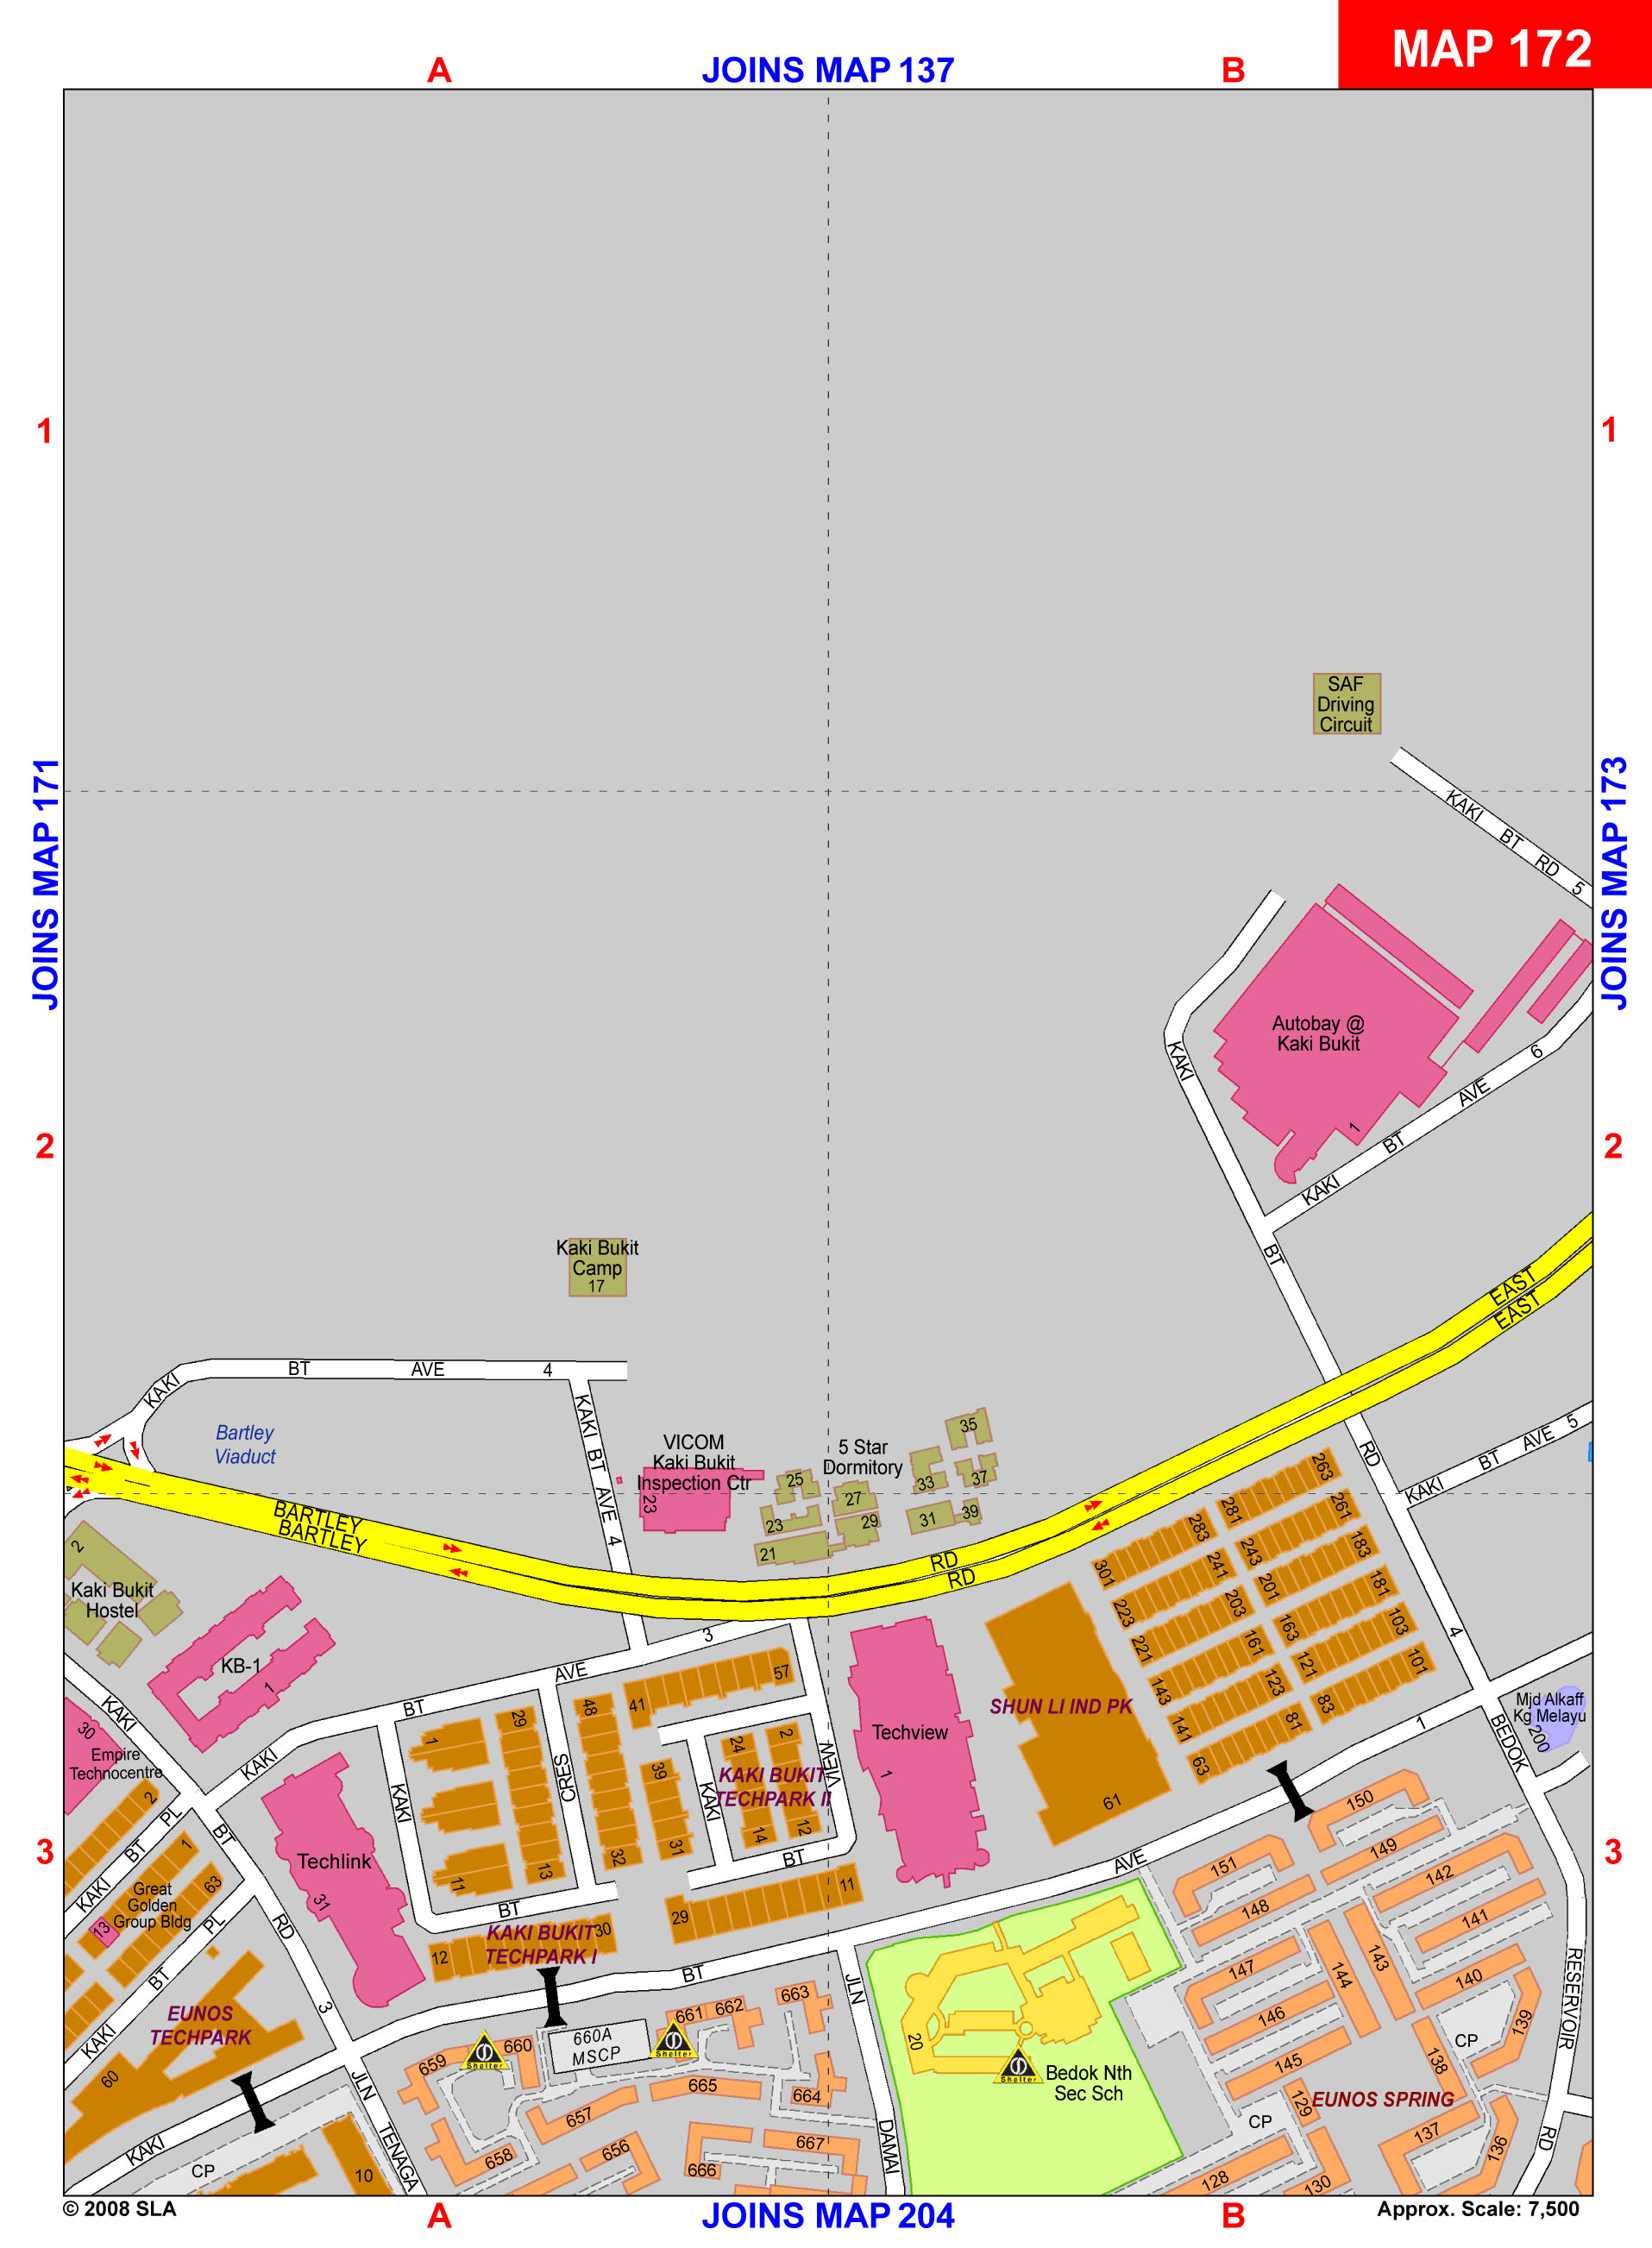 MAP 172
A
JOINS MAP 137
B
1
1
SAF
Driving
Circuit
JOINS MAP 171
JOINS MAP 173
KAKI BT RD 5
Autobay @
Kaki Bukit
1
KAKI BT AVE 6
2
2
KAKI BT RD 4
Kaki Bukit
Camp
17
EAST
EAST
KAKI BT AVE 4
KAKI BT AVE 4
Bartley
Viaduct
VICOM
Kaki Bukit
Inspection Ctr
23
5 Star
Dormitory
35
33
37
25
27
23
29
31
39
21
KAKI BT AVE 5
BARTLEY
BARTLEY
RD
RD
263
281
261
283
243
183
301
241
201
181
223
203
163
103
221
161
121
101
143
123
83
141
81
63
2
Kaki Bukit
Hostel
KB-1
1
KAKI BT AVE 3
57
41
48
29
1
SHUN LI IND PK
61
Techview
1
Mjd Alkaff
Kg Melayu
200
30
Empire
Technocentre
2
KAKI BT RD 3
KAKI BT PL
KAKI
CRES
KAKI
VIEW
24
2
39
KAKI BUKIT
TECHPARK II
14
12
31
32
13
11
BT
BT
Techlink
31
1
63
Great
Golden
Group Bldg
13
KAKI BT PL
3
3
11
29
30
12
KAKI BUKIT
TECHPARK I
KAKI BT AVE 1
BEDOK RESERVOIR RD
150
149
151
148
142
141
143
144
147
140
146
139
145
138
CP
129
CP
EUNOS SPRING
137
136
128
130
EUNOS
TECHPARK
60
660A
MSCP
661
662
663
659
660
Shelter
Shelter
665
664
657
658
656
667
666
JLN DAMAI
20
Shelter
Bedok Nth
Sec Sch
JLN TENAGA
CP
10
© 2008 SLA
A
JOINS MAP 204
B
Approx. Scale: 7,500